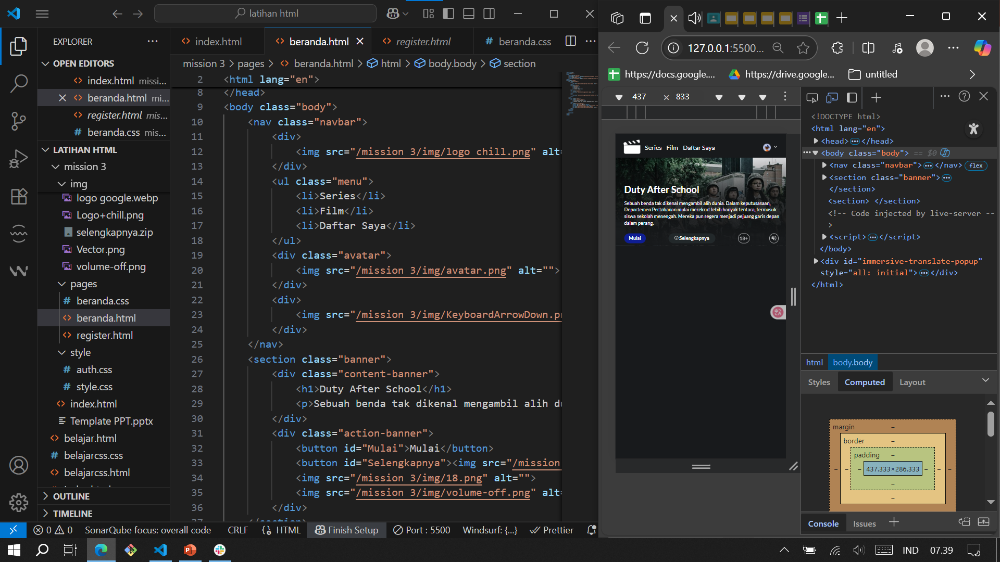 latihan html
EXPLORER
index.html
beranda.html
register.html
beranda.css
OPEN EDITORS
index.html missi...
beranda.html mi...
register.html mis...
beranda.css mis...
LATIHAN HTML
mission 3
img
logo google.webp
Logo+chill.png
selengkapnya.zip
Vector.png
volume-off.png
pages
beranda.css
beranda.html
register.html
style
auth.css
style.css
index.html
Template PPT.pptx
belajar.html
belajarcss.css
belajarcss.html
OUTLINE
TIMELINE
mission 3 > pages > beranda.html > html > body.body > section
2 <html lang="en">
8 </head>
9 <body class="body">
10 <nav class="navbar">
11 <div>
12 <img src="/mission 3/img/logo chill.png" alt=
13 </div>
14 <ul class="menu">
15 <li>Series</li>
16 <li>Film</li>
17 <li>Daftar Saya</li>
18 </ul>
19 <div class="avatar">
20 <img src="/mission 3/img/avatar.png" alt="">
21 </div>
22 <div>
23 <img src="/mission 3/img/KeyboardArrowDown.pn
24 </div>
25 </nav>
26 <section class="banner">
27 <div class="content-banner">
28 <h1>Duty After School</h1>
29 <p>Sebuah benda tak dikenal mengambil alih du
30 </div>
31 <div class="action-banner">
32 <button id="Mulai">Mulai</button>
33 <button id="Selengkapnya"><img src="/mission
34 <img src="/mission 3/img/18.png" alt="">
35 <img src="/mission 3/img/volume-off.png" alt=
36 </div>
0 0 SonarQube focus: overall code CRLF {} HTML Finish Setup Port : 5500 Windsurf: {...} Prettier
127.0.0.1:5500...
https://docs.google....
https://drive.google...
untitled
437 × 833
Series Film Daftar Saya
Duty After School
Sebuah benda tak dikenal mengambil alih dunia. Dalam keputusasaan,
Departemen Pertahanan mulai merekrut lebih banyak tentara, termasuk
siswa sekolah menengah. Mereka pun segera menjadi pejuang garis depan
dalam perang.
Mulai
Selengkapnya
18+
<!DOCTYPE html>
<html lang="en">
<head>...</head>
<body class="body"> == $0
<nav class="navbar">...</nav> flex
<section class="banner">...
</section>
<section> </section>
<!-- Code injected by live-server --
>
<script>...</script>
</body>
<div id="immersive-translate-popup"
style="all: initial">...</div>
</html>
html body.body
Styles Computed Layout
margin –
border –
padding –
– – – 437.333×286.333 – – –
–
–
Console Issues
IND 07.39